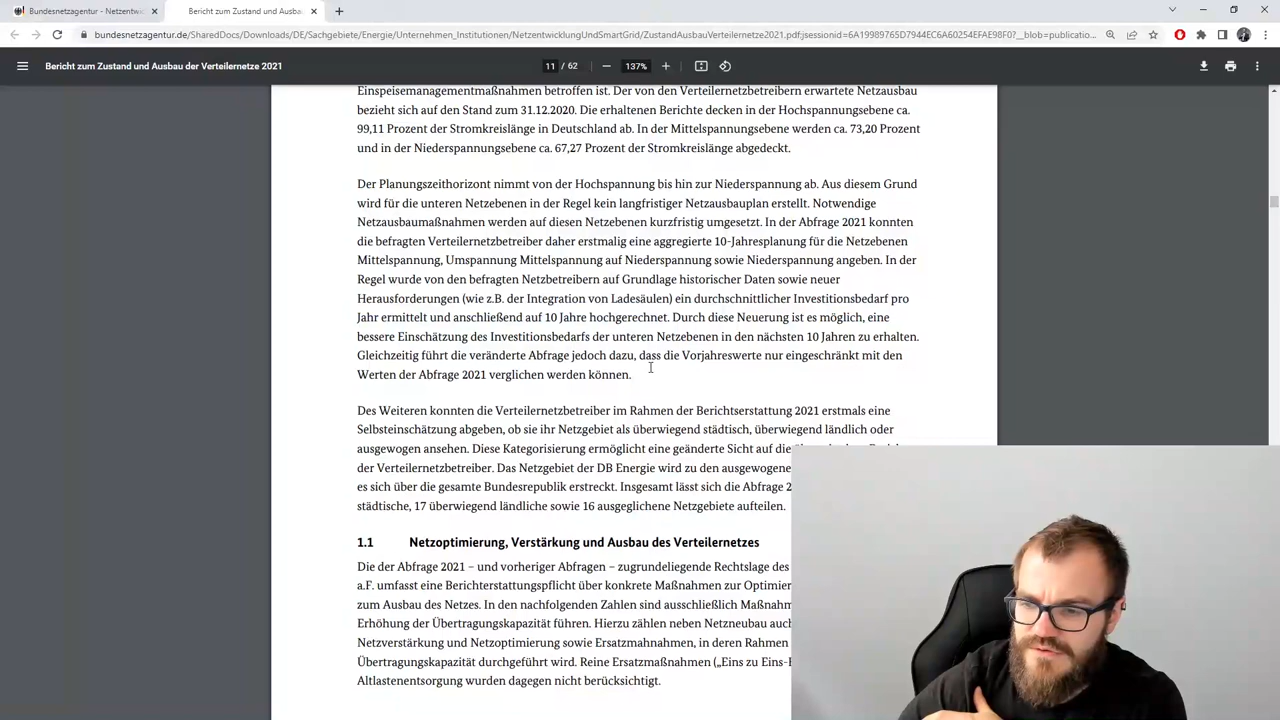 Bundesnetzagentur - Netzentwic
Bericht zum Zustand und Ausba
bundesnetzagentur.de/SharedDocs/Downloads/DE/Sachgebiete/Energie/Unternehmen_Institutionen/NetzentwicklungUndSmartGrid/ZustandAusbauVerteilernetze2021.pdf;jsessionid=6A19989765D7944EC6A60254EFAE98F0?__blob=publicatio...
Bericht zum Zustand und Ausbau der Verteilernetze 2021
11 / 62
137%
Einspeisemanagementmaßnahmen betroffen ist. Der von den Verteilernetzbetreibern erwartete Netzausbau
bezieht sich auf den Stand zum 31.12.2020. Die erhaltenen Berichte decken in der Hochspannungsebene ca.
99,11 Prozent der Stromkreislänge in Deutschland ab. In der Mittelspannungsebene werden ca. 73,20 Prozent
und in der Niederspannungsebene ca. 67,27 Prozent der Stromkreislänge abgedeckt.
Der Planungszeithorizont nimmt von der Hochspannung bis hin zur Niederspannung ab. Aus diesem Grund
wird für die unteren Netzebenen in der Regel kein langfristiger Netzausbauplan erstellt. Notwendige
Netzausbaumaßnahmen werden auf diesen Netzebenen kurzfristig umgesetzt. In der Abfrage 2021 konnten
die befragten Verteilernetzbetreiber daher erstmalig eine aggregierte 10-Jahresplanung für die Netzebenen
Mittelspannung, Umspannung Mittelspannung auf Niederspannung sowie Niederspannung angeben. In der
Regel wurde von den befragten Netzbetreibern auf Grundlage historischer Daten sowie neuer
Herausforderungen (wie z.B. der Integration von Ladesäulen) ein durchschnittlicher Investitionsbedarf pro
Jahr ermittelt und anschließend auf 10 Jahre hochgerechnet. Durch diese Neuerung ist es möglich, eine
bessere Einschätzung des Investitionsbedarfs der unteren Netzebenen in den nächsten 10 Jahren zu erhalten.
Gleichzeitig führt die veränderte Abfrage jedoch dazu, dass die Vorjahreswerte nur eingeschränkt mit den
Werten der Abfrage 2021 verglichen werden können.
Des Weiteren konnten die Verteilernetzbetreiber im Rahmen der Berichtserstattung 2021 erstmals eine
Selbsteinschätzung abgeben, ob sie ihr Netzgebiet als überwiegend städtisch, überwiegend ländlich oder
ausgewogen ansehen. Diese Kategorisierung ermöglicht eine geänderte Sicht auf die
der Verteilernetzbetreiber. Das Netzgebiet der DB Energie wird zu den ausgewogene
es sich über die gesamte Bundesrepublik erstreckt. Insgesamt lässt sich die Abfrage 2
städtische, 17 überwiegend ländliche sowie 16 ausgeglichene Netzgebiete aufteilen.
1.1 Netzoptimierung, Verstärkung und Ausbau des Verteilernetzes
Die der Abfrage 2021 – und vorheriger Abfragen – zugrundeliegende Rechtslage des
a.F. umfasst eine Berichterstattungspflicht über konkrete Maßnahmen zur Optimier
zum Ausbau des Netzes. In den nachfolgenden Zahlen sind ausschließlich Maßnahm
Erhöhung der Übertragungskapazität führen. Hierzu zählen neben Netzneubau auch
Netzverstärkung und Netzoptimierung sowie Ersatzmahnahmen, in deren Rahmen
Übertragungskapazität durchgeführt wird. Reine Ersatzmaßnahmen („Eins zu Eins-E
Altlastenentsorgung wurden dagegen nicht berücksichtigt.